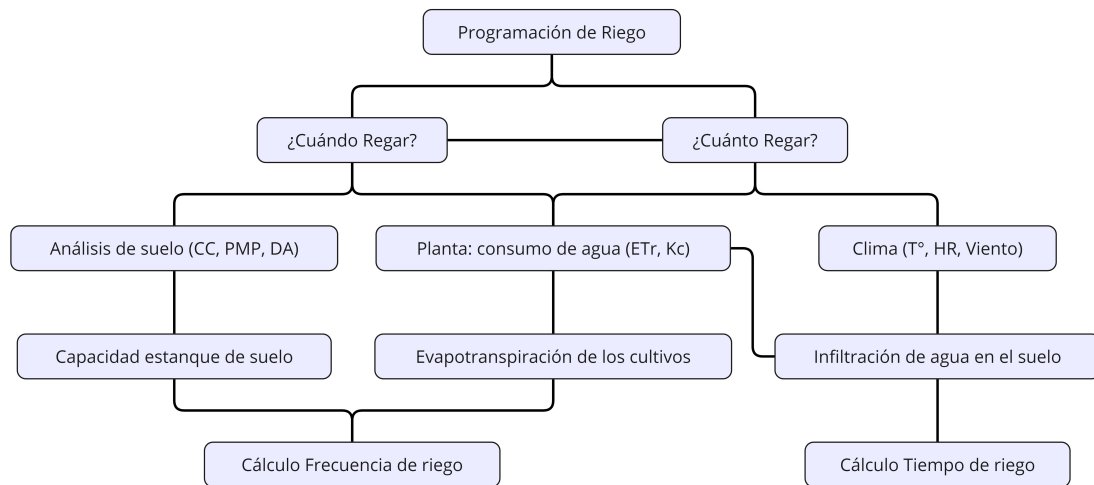 Programación de Riego
¿Cuándo Regar?
¿Cuánto Regar?
Análisis de suelo (CC, PMP, DA)
Planta: consumo de agua (ETr, Kc)
Clima (T°, HR, Viento)
Capacidad estanque de suelo
Evapotranspiración de los cultivos
Infiltración de agua en el suelo
Cálculo Frecuencia de riego
Cálculo Tiempo de riego